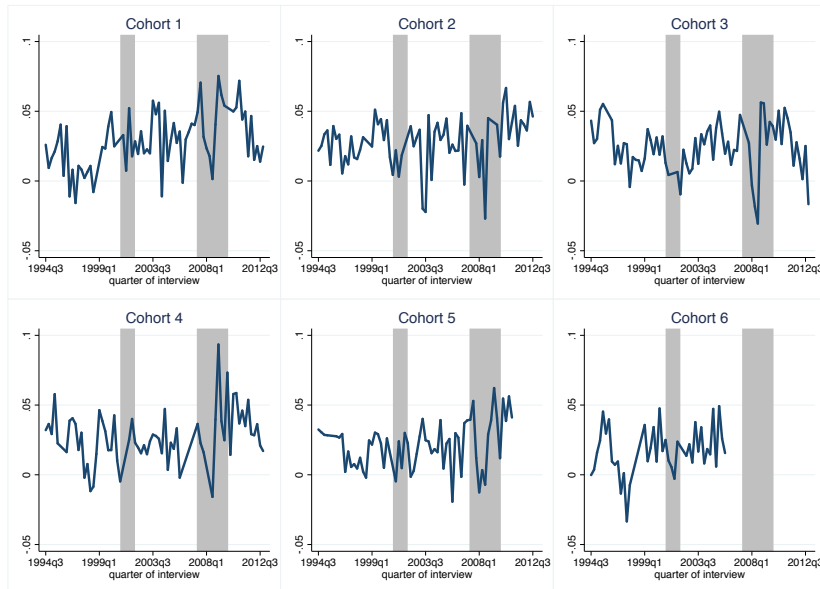 Cohort 1
.1
.05
0
-.05
1994q3 1999q1 2003q3 2008q1 2012q3
quarter of interview
Cohort 2
.1
.05
0
-.05
1994q3 1999q1 2003q3 2008q1 2012q3
quarter of interview
Cohort 3
.1
.05
0
-.05
1994q3 1999q1 2003q3 2008q1 2012q3
quarter of interview
Cohort 4
.1
.05
0
-.05
1994q3 1999q1 2003q3 2008q1 2012q3
quarter of interview
Cohort 5
.1
.05
0
-.05
1994q3 1999q1 2003q3 2008q1 2012q3
quarter of interview
Cohort 6
.1
.05
0
-.05
1994q3 1999q1 2003q3 2008q1 2012q3
quarter of interview